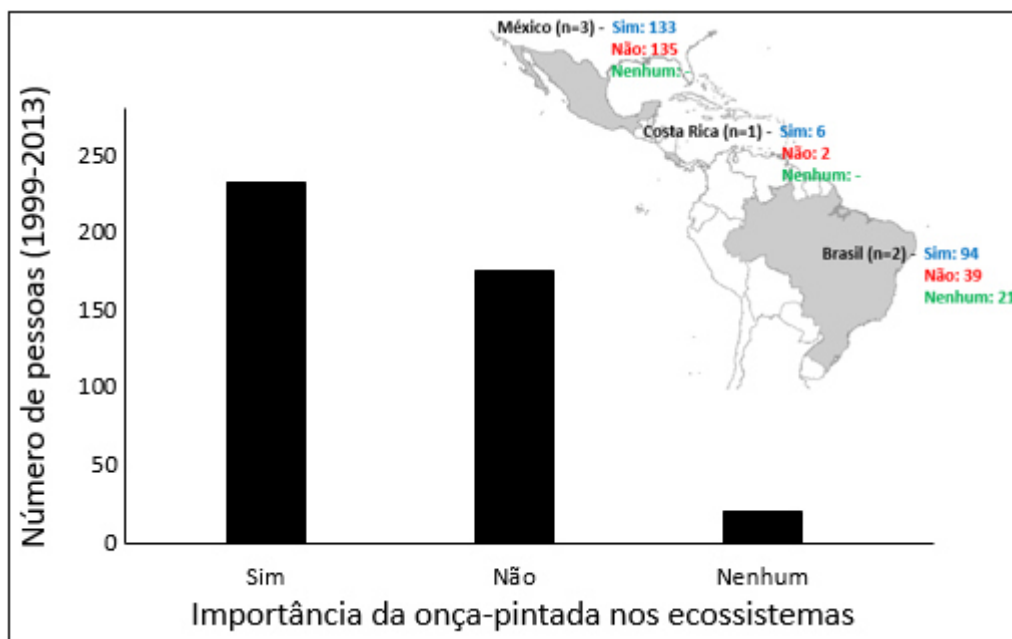 México (n=3) - Sim: 133
Não: 135
Nenhum: -
Costa Rica (n=1) - Sim: 6
Não: 2
Nenhum: -
Brasil (n=2) - Sim: 94
Não: 39
Nenhum: 21
Número de pessoas (1999-2013)
250
200
150
100
50
0
Sim Não Nenhum
Importância da onça-pintada nos ecossistemas